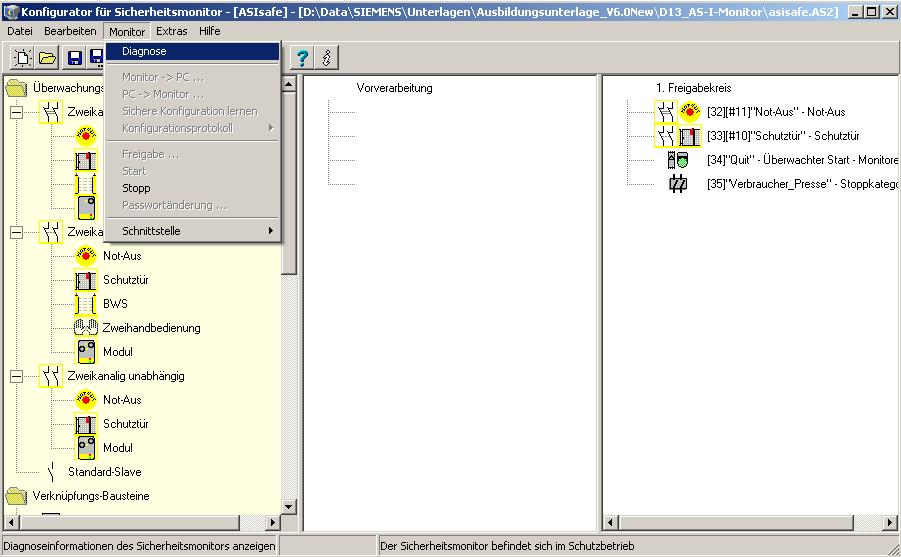 Konfigurator für Sicherheitsmonitor - [ASIsafe] - [D:\Data\SIEMENS\Unterlagen\Ausbildungsunterlage_V6.0New\D13_AS-I-Monitor\asisafe.AS2]
Datei Bearbeiten Monitor Extras Hilfe
Diagnose
Monitor -> PC ...
PC -> Monitor ...
Sichere Konfiguration lernen
Konfigurationsprotokoll
Freigabe ...
Start
Stopp
Passwortänderung ...
Schnittstelle
Überwachungs
Zweika
Zweika
Not-Aus
Schutztür
BWS
Zweihandbedienung
Modul
Zweikanalig unabhängig
Not-Aus
Schutztür
Modul
Standard-Slave
Verknüpfungs-Bausteine
Vorverarbeitung
1. Freigabekreis
[32][#11]"Not-Aus" - Not-Aus
[33][#10]"Schutztür" - Schutztür
[34]"Quit" - Überwachter Start - Monitore
[35]"Verbraucher_Presse" - Stoppkateg
Diagnoseinformationen des Sicherheitsmonitors anzeigen
Der Sicherheitsmonitor befindet sich im Schutzbetrieb